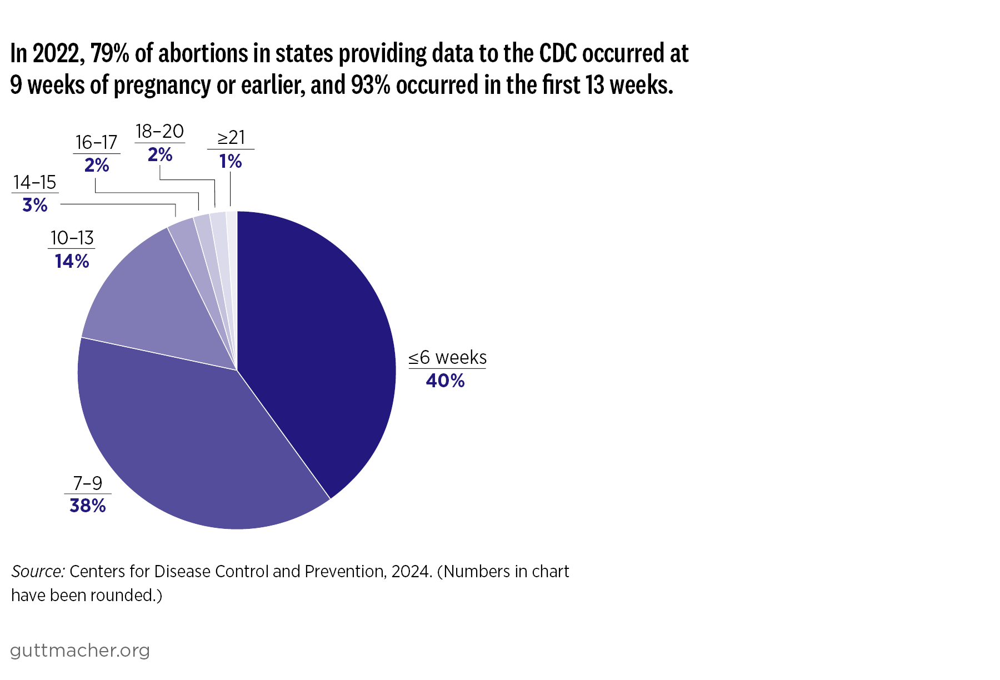 In 2022, 79% of abortions in states providing data to the CDC occurred at
9 weeks of pregnancy or earlier, and 93% occurred in the first 13 weeks.
18–20
2%
≥21
1%
16–17
2%
14–15
3%
10–13
14%
≤6 weeks
40%
7–9
38%
Source: Centers for Disease Control and Prevention, 2024. (Numbers in chart
have been rounded.)
guttmacher.org